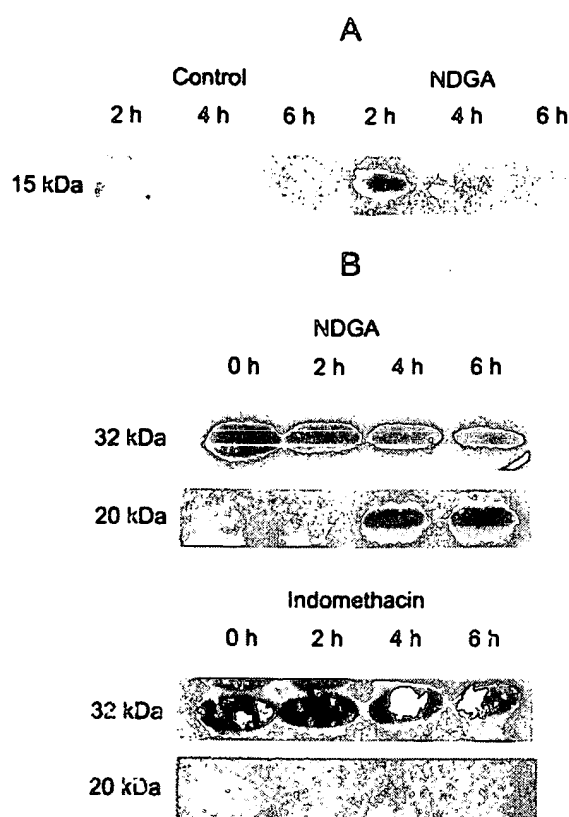 A
Control NDGA
2 h 4 h 6 h 2 h 4 h 6 h
15 kDa
B
NDGA
0 h 2 h 4 h 6 h
32 kDa
20 kDa
Indomethacin
0 h 2 h 4 h 6 h
32 kDa
20 kDa